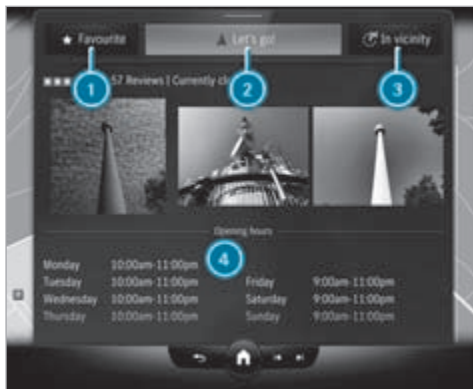 ★ Favourite
Let's go!
In vicinity
1
2
3
57 Reviews | Currently
Opening hours
4
Monday 10:00am-11:00pm
Tuesday 10:00am-11:00pm Friday 9:00am-11:00pm
Wednesday 10:00am-11:00pm Saturday 9:00am-11:00pm
Thursday 10:00am-11:00pm Sunday 9:00am-11:00pm